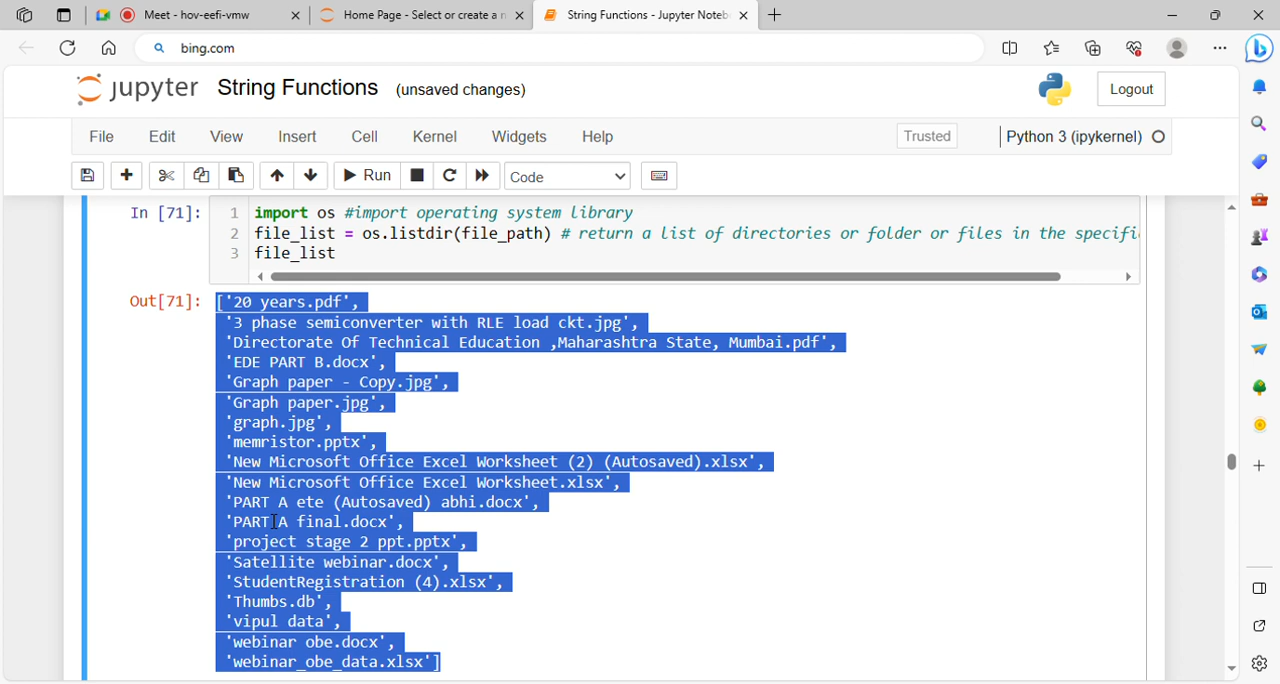 Meet - hov-eefi-vmw
Home Page - Select or create a n
String Functions - Jupyter Noteb
bing.com
jupyter String Functions (unsaved changes)
Logout
File Edit View Insert Cell Kernel Widgets Help
Trusted
Python 3 (ipykernel)
Run
Code
In [71]:
1 import os #import operating system library
2 file_list = os.listdir(file_path) # return a list of directories or folder or files in the specifi
3 file_list
Out[71]: ['20 years.pdf',
'3 phase semiconverter with RLE load ckt.jpg',
'Directorate Of Technical Education ,Maharashtra State, Mumbai.pdf',
'EDE PART B.docx',
'Graph paper - Copy.jpg',
'Graph paper.jpg',
'graph.jpg',
'memristor.pptx',
'New Microsoft Office Excel Worksheet (2) (Autosaved).xlsx',
'New Microsoft Office Excel Worksheet.xlsx',
'PART A ete (Autosaved) abhi.docx',
'PART A final.docx',
'project stage 2 ppt.pptx',
'Satellite webinar.docx',
'StudentRegistration (4).xlsx',
'Thumbs.db',
'vipul data',
'webinar obe.docx',
'webinar_obe_data.xlsx']